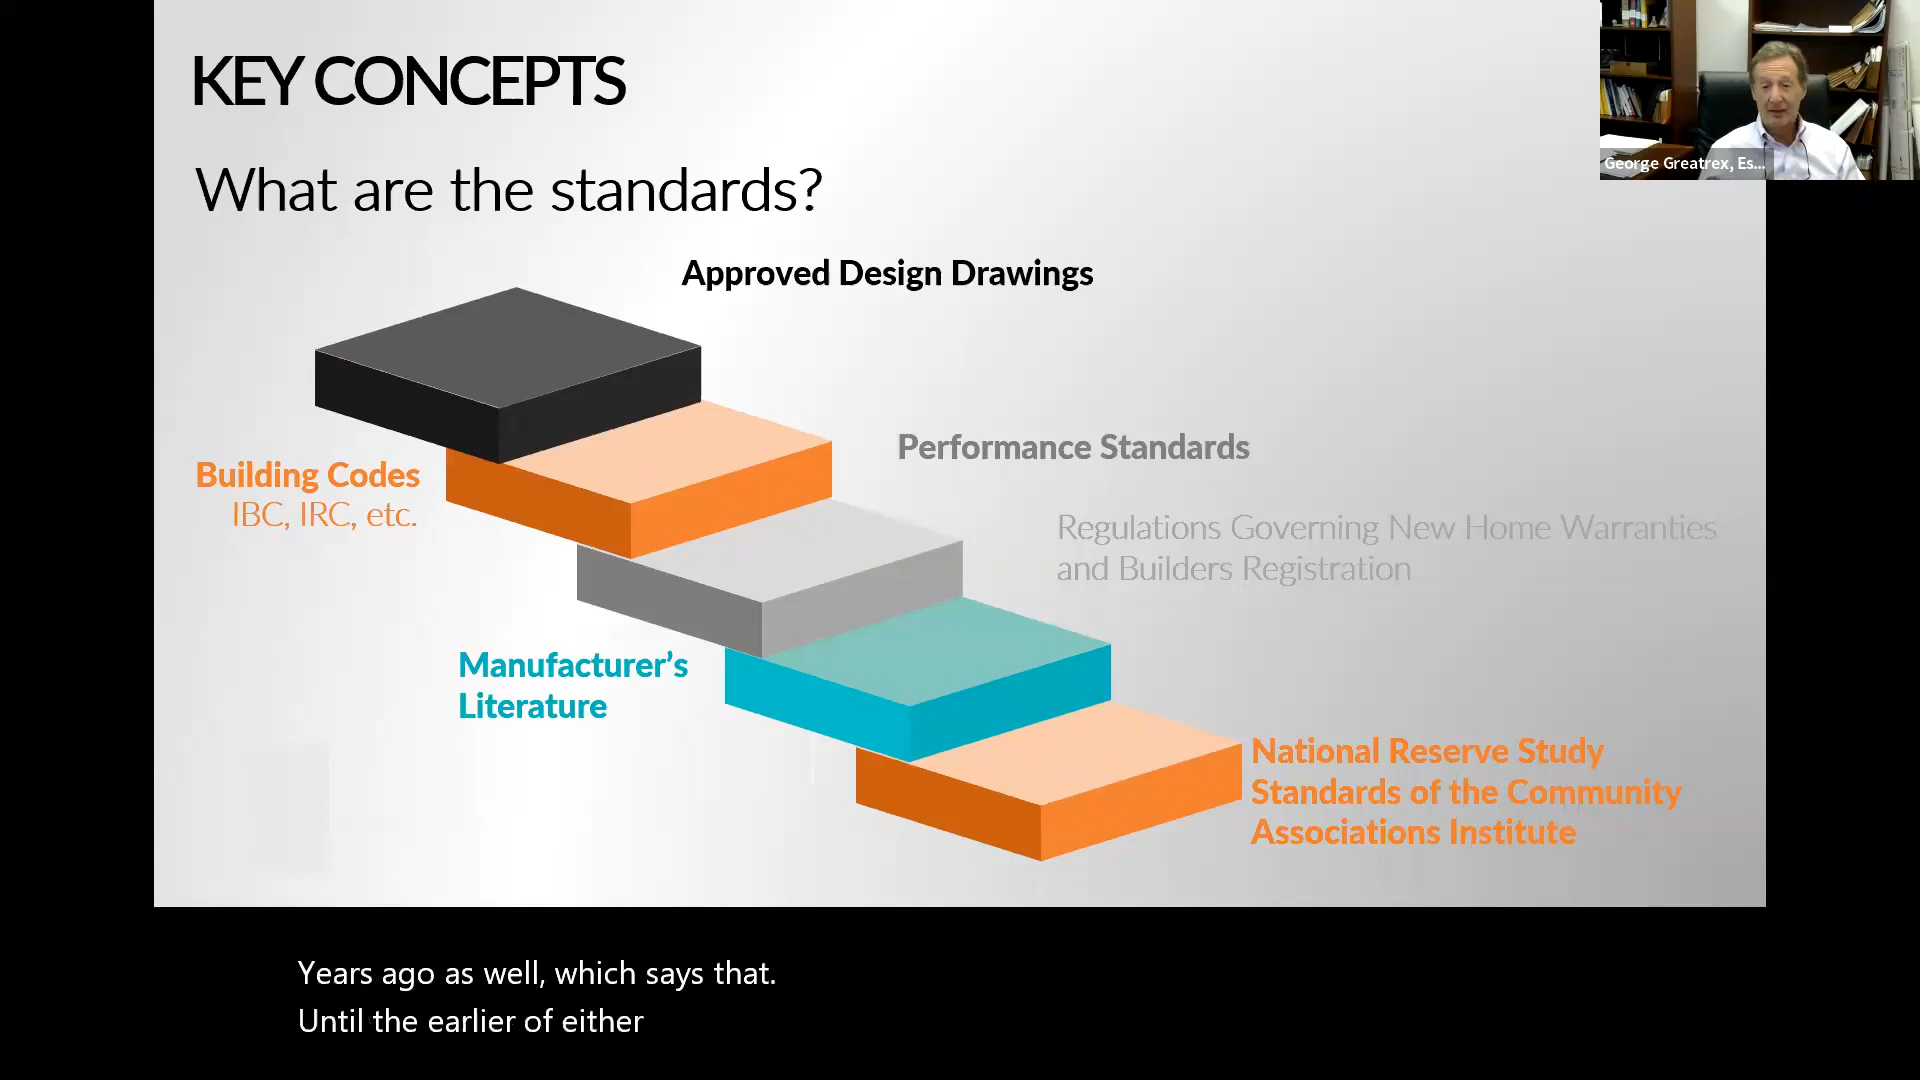 KEY CONCEPTS
What are the standards?
Approved Design Drawings
Building Codes
IBC, IRC, etc.
Performance Standards
Regulations Governing New Home Warranties
and Builders Registration
Manufacturer’s
Literature
National Reserve Study
Standards of the Community
Associations Institute
George Greatrex, Es...
Years ago as well, which says that.
Until the earlier of either